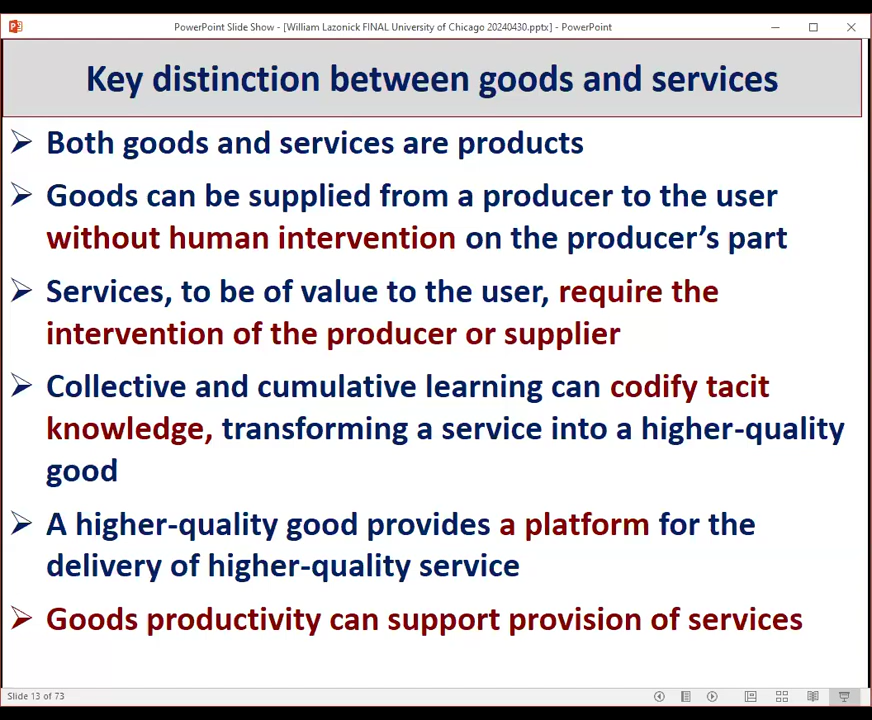 PowerPoint Slide Show - [William Lazonick FINAL University of Chicago 20240430.pptx] - PowerPoint
Key distinction between goods and services
Both goods and services are products
Goods can be supplied from a producer to the user
without human intervention on the producer’s part
Services, to be of value to the user, require the
intervention of the producer or supplier
Collective and cumulative learning can codify tacit
knowledge, transforming a service into a higher-quality
good
A higher-quality good provides a platform for the
delivery of higher-quality service
Goods productivity can support provision of services
Slide 13 of 73